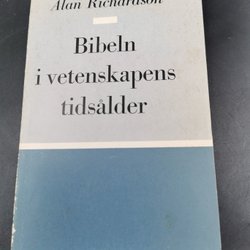 Alan Richardson
Bibeln
i vetenskapens
tidsålder